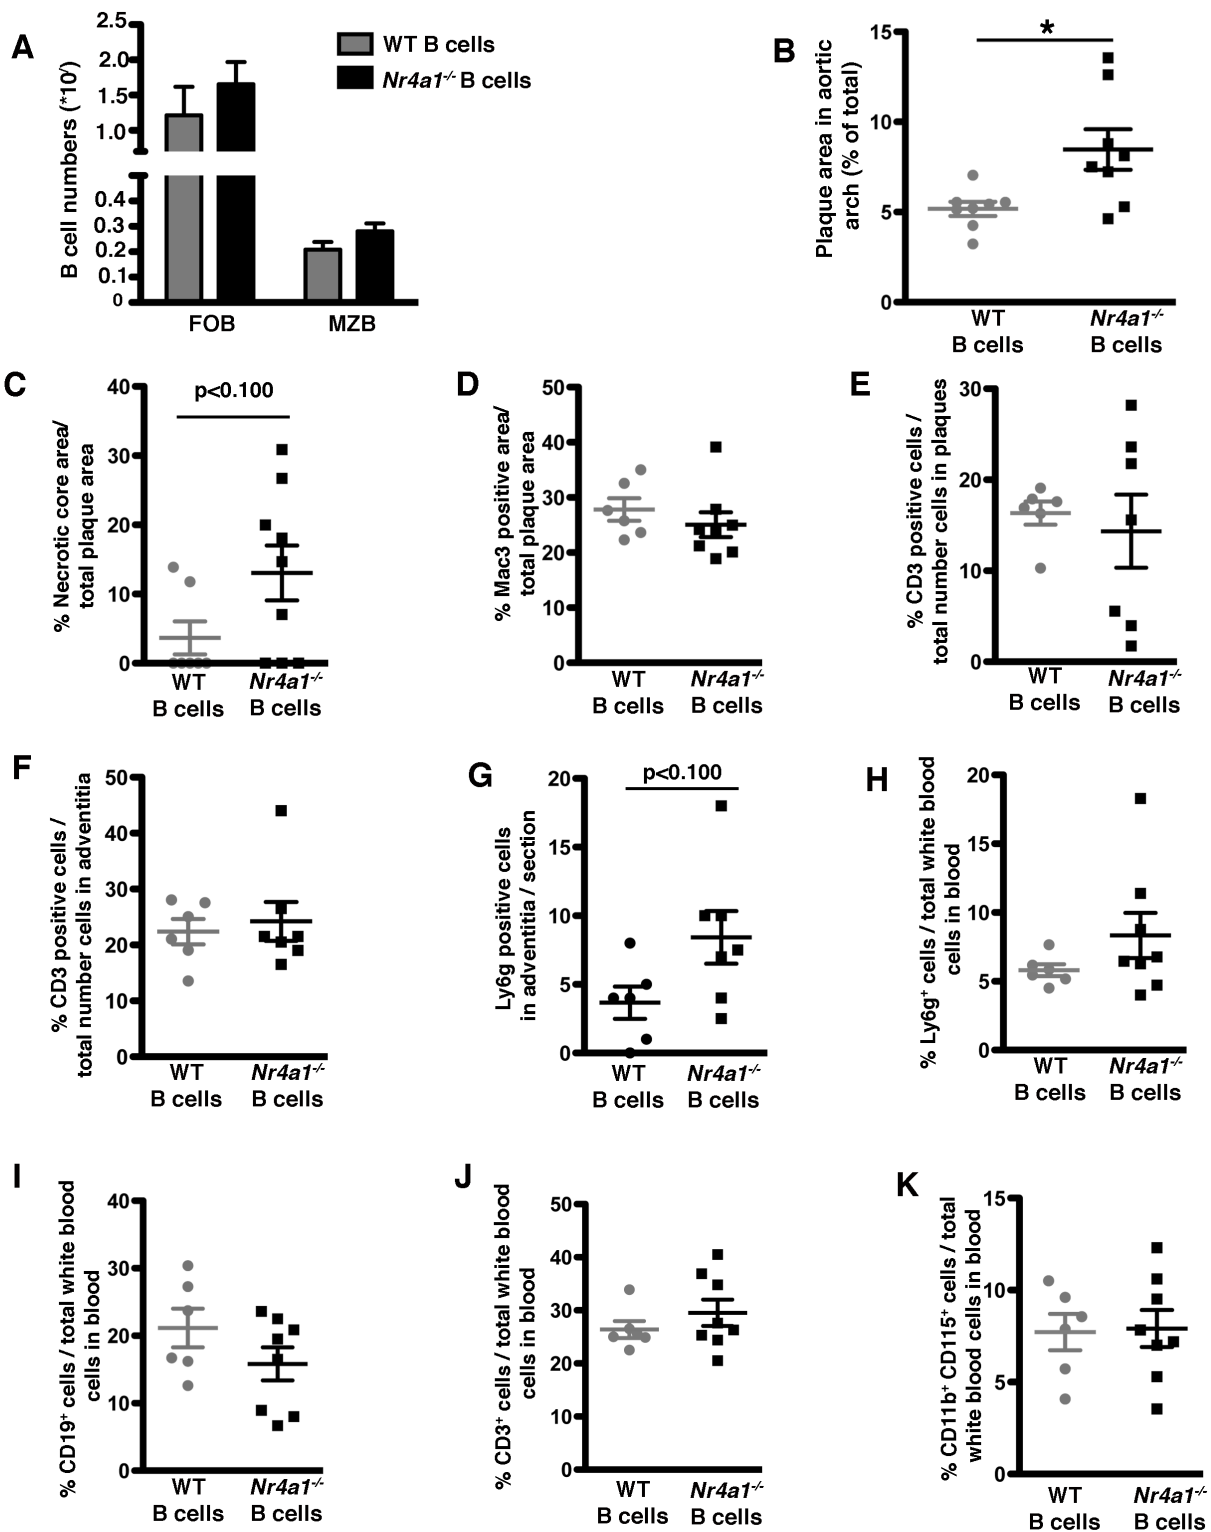 A
2.5
2.0
1.5
1.0
0.4
0.3
0.2
0.1
0
B cell numbers (*10⁷)
FOB
MZB
WT B cells
Nr4a1-/- B cells
B
Plaque area in aortic
arch (% of total)
15
10
5
0
*
WT
B cells
Nr4a1-/-
B cells
C
% Necrotic core area/
total plaque area
40
30
20
10
0
p<0.100
WT
B cells
Nr4a1-/-
B cells
D
% Mac3 positive area/
total plaque area
50
40
30
20
10
0
WT
B cells
Nr4a1-/-
B cells
E
% CD3 positive cells /
total number cells in plaques
30
20
10
0
WT
B cells
Nr4a1-/-
B cells
F
% CD3 positive cells /
total number cells in adventitia
50
40
30
20
10
0
WT
B cells
Nr4a1-/-
B cells
G
Ly6g positive cells
in adventitia / section
20
15
10
5
0
p<0.100
WT
B cells
Nr4a1-/-
B cells
H
% Ly6g+ cells / total white blood
cells in blood
20
15
10
5
0
WT
B cells
Nr4a1-/-
B cells
I
% CD19+ cells / total white blood
cells in blood
40
30
20
10
0
WT
B cells
Nr4a1-/-
B cells
J
% CD3+ cells / total white blood
cells in blood
50
40
30
20
10
0
WT
B cells
Nr4a1-/-
B cells
K
% CD11b+ CD115+ cells / total
white blood cells in blood
15
10
5
0
WT
B cells
Nr4a1-/-
B cells